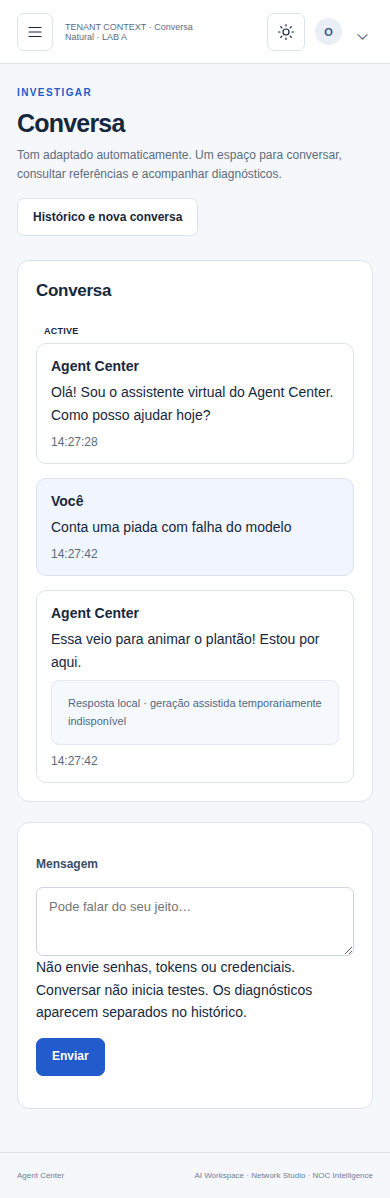 TENANT CONTEXT · Conversa
Natural · LAB A
O
INVESTIGAR
Conversa
Tom adaptado automaticamente. Um espaço para conversar,
consultar referências e acompanhar diagnósticos.
Histórico e nova conversa
Conversa
ACTIVE
Agent Center
Olá! Sou o assistente virtual do Agent Center.
Como posso ajudar hoje?
14:27:28
Você
Conta uma piada com falha do modelo
14:27:42
Agent Center
Essa veio para animar o plantão! Estou por
aqui.
Resposta local · geração assistida temporariamente
indisponível
14:27:42
Mensagem
Pode falar do seu jeito…
Não envie senhas, tokens ou credenciais.
Conversar não inicia testes. Os diagnósticos
aparecem separados no histórico.
Enviar
Agent Center
AI Workspace · Network Studio · NOC Intelligence